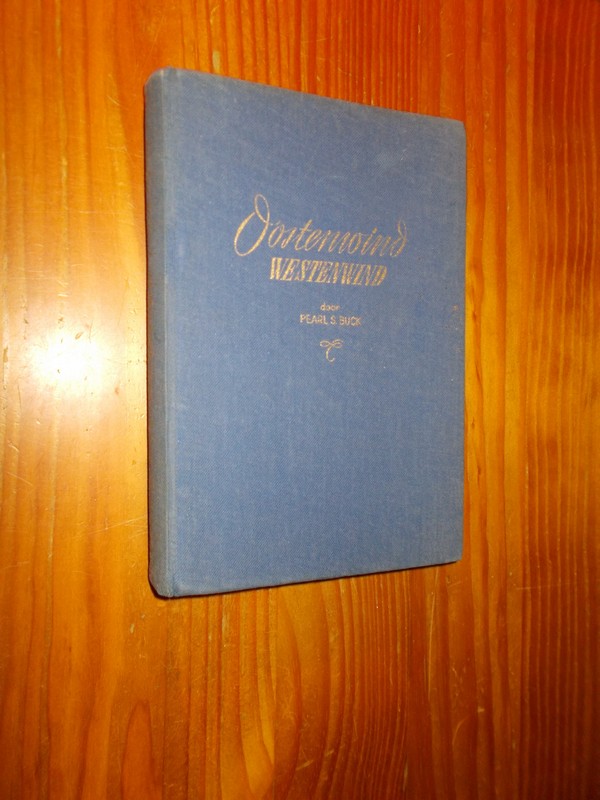 Oostenwind
WESTENWIND
door
PEARL S. BUCK